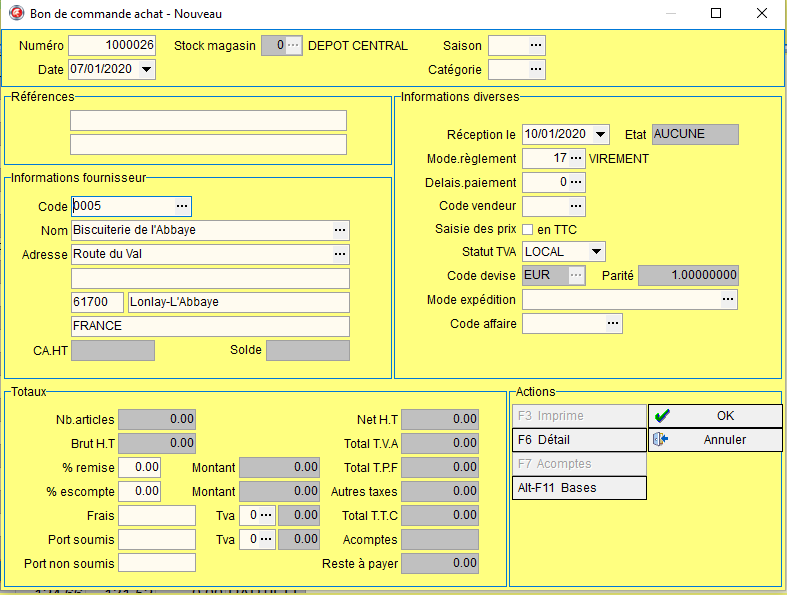 Bon de commande achat - Nouveau
Numéro 1000026 Stock magasin 0 ... DEPOT CENTRAL Saison ...
Date 07/01/2020 Catégorie ...
Références
Informations diverses
Réception le 10/01/2020 Etat AUCUNE
Mode.règlement 17 ... VIREMENT
Delais.paiement 0 ...
Code vendeur ...
Saisie des prix en TTC
Statut TVA LOCAL
Code devise EUR ... Parité 1.00000000
Mode expédition ...
Code affaire ...
Informations fournisseur
Code 0005 ...
Nom Biscuiterie de l'Abbaye ...
Adresse Route du Val ...
61700 Lonlay-L'Abbaye
FRANCE
CA.HT Solde
Totaux
Nb.articles 0.00 Net H.T 0.00
Brut H.T 0.00 Total T.V.A 0.00
% remise 0.00 Montant 0.00 Total T.P.F 0.00
% escompte 0.00 Montant 0.00 Autres taxes 0.00
Frais Tva 0 ... 0.00 Total T.T.C 0.00
Port soumis Tva 0 ... 0.00 Acomptes
Port non soumis Reste à payer 0.00
Actions
F3 Imprime OK
F6 Détail Annuler
F7 Acomptes
Alt-F11 Bases